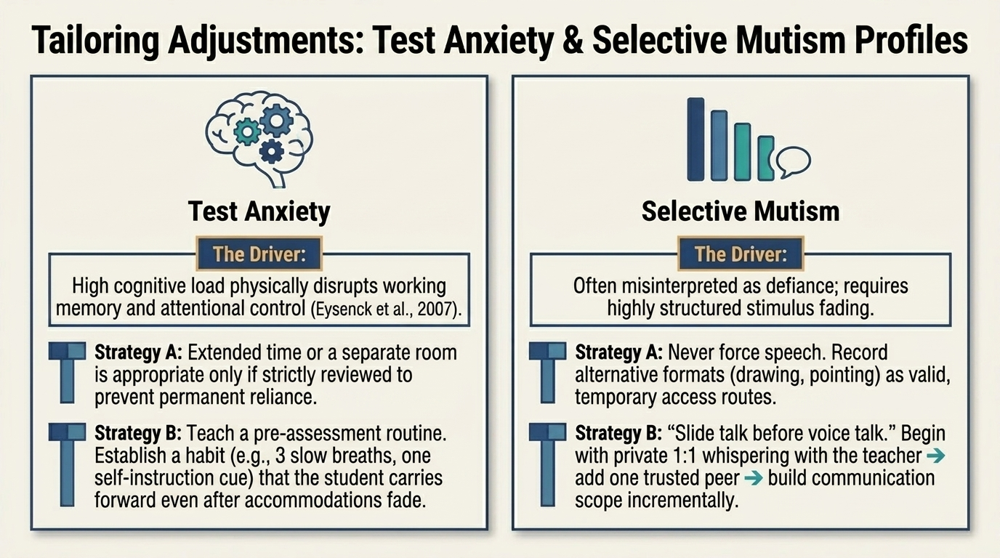 Tailoring Adjustments: Test Anxiety & Selective Mutism Profiles
Test Anxiety
The Driver:
High cognitive load physically disrupts working
memory and attentional control (Eysenck et al., 2007).
Strategy A: Extended time or a separate room
is appropriate only if strictly reviewed to
prevent permanent reliance.
Strategy B: Teach a pre-assessment routine.
Establish a habit (e.g., 3 slow breaths, one
self-instruction cue) that the student carries
forward even after accommodations fade.
Selective Mutism
The Driver:
Often misinterpreted as defiance; requires
highly structured stimulus fading.
Strategy A: Never force speech. Record
alternative formats (drawing, pointing) as valid,
temporary access routes.
Strategy B: “Slide talk before voice talk.” Begin
with private 1:1 whispering with the teacher ➔
add one trusted peer ➔ build communication
scope incrementally.